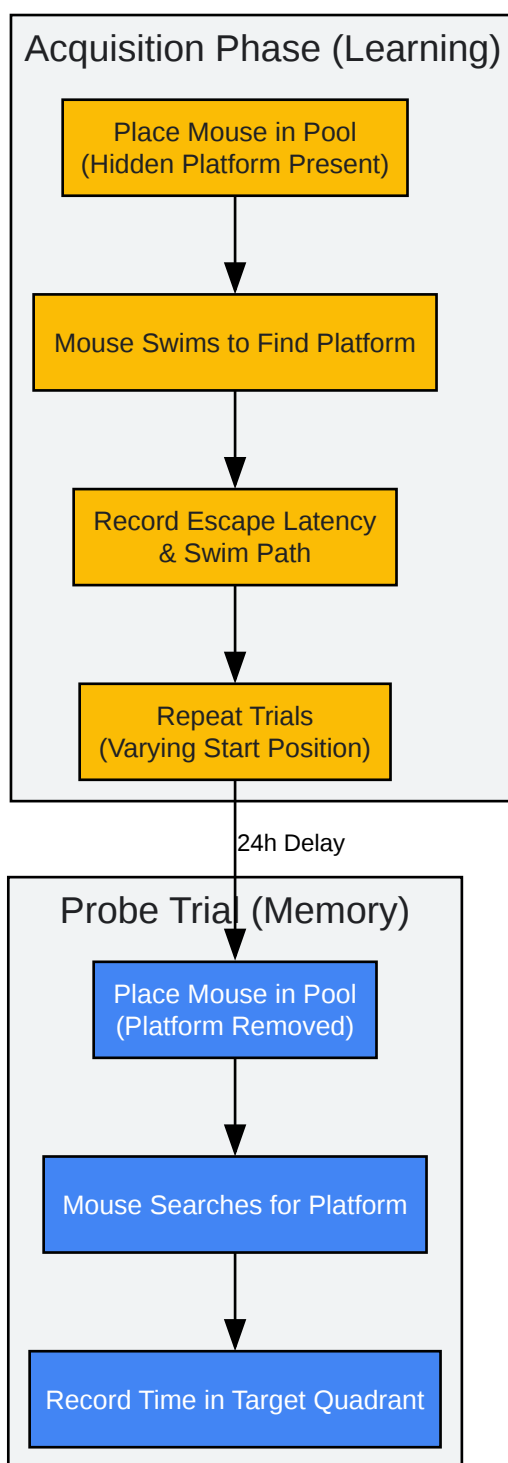 Acquisition Phase (Learning)
Place Mouse in Pool
(Hidden Platform Present)
Mouse Swims to Find Platform
Record Escape Latency
& Swim Path
Repeat Trials
(Varying Start Position)
24h Delay
Probe Trial (Memory)
Place Mouse in Pool
(Platform Removed)
Mouse Searches for Platform
Record Time in Target Quadrant